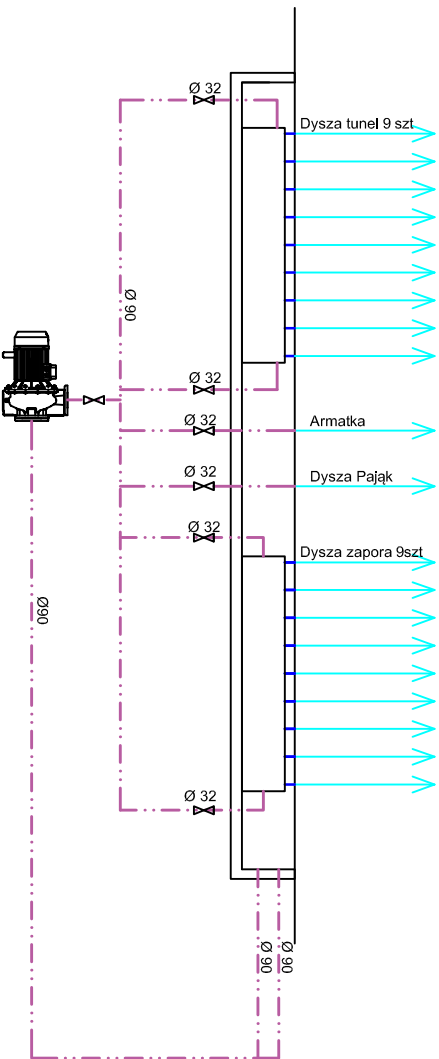 Ø 32
Dysza tunel 9 szt
Ø 90
Ø 32
Ø 32
Armatka
Ø 32
Dysza Pająk
Ø 32
Dysza zapora 9szt
Ø90
Ø 32
Ø 90
Ø 90